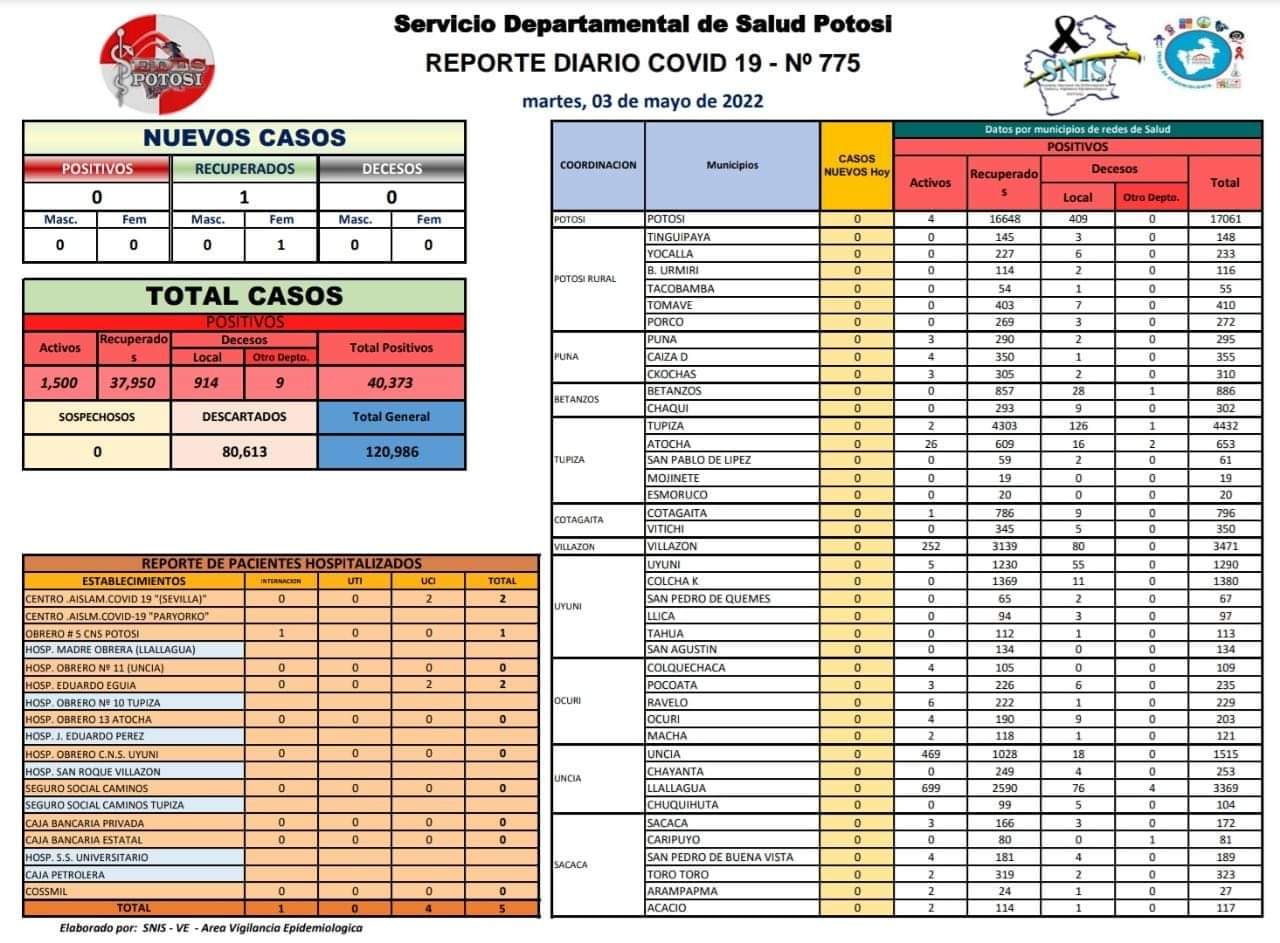 Servicio Departamental de Salud Potosi
REPORTE DIARIO COVID 19 - Nº 775
martes, 03 de mayo de 2022
SEDES POTOSI
SNIS
NUEVOS CASOS
POSITIVOS RECUPERADOS DECESOS
0 1 0
Masc. Fem Masc. Fem Masc. Fem
0 0 0 1 0 0
TOTAL CASOS
POSITIVOS
Activos Recuperado s Decesos Total Positivos
Local Otro Depto.
1,500 37,950 914 9 40,373
SOSPECHOSOS DESCARTADOS Total General
0 80,613 120,986
REPORTE DE PACIENTES HOSPITALIZADOS
ESTABLECIMIENTOS INTERNACION UTI UCI TOTAL
CENTRO .AISLAM.COVID 19 "(SEVILLA)" 0 0 2 2
CENTRO .AISLM.COVID-19 "PARYORKO"
OBRERO # 5 CNS POTOSI 1 0 0 1
HOSP. MADRE OBRERA (LLALLAGUA)
HOSP. OBRERO Nº 11 (UNCIA) 0 0 0 0
HOSP. EDUARDO EGUIA 0 0 2 2
HOSP. OBRERO Nº 10 TUPIZA
HOSP. OBRERO 13 ATOCHA 0 0 0 0
HOSP. J. EDUARDO PEREZ
HOSP. OBRERO C.N.S. UYUNI 0 0 0 0
HOSP. SAN ROQUE VILLAZON
SEGURO SOCIAL CAMINOS 0 0 0 0
SEGURO SOCIAL CAMINOS TUPIZA
CAJA BANCARIA PRIVADA 0 0 0 0
CAJA BANCARIA ESTATAL 0 0 0 0
HOSP. S.S. UNIVERSITARIO
CAJA PETROLERA
COSSMIL 0 0 0 0
TOTAL 1 0 4 5
Elaborado por: SNIS - VE - Area Vigilancia Epidemiologica
COORDINACION Municipios CASOS NUEVOS Hoy Datos por municipios de redes de Salud
POSITIVOS
Activos Recuperado s Decesos Total
Local Otro Depto.
POTOSI POTOSI 0 4 16648 409 0 17061
POTOSI RURAL TINGUIPAYA 0 0 145 3 0 148
YOCALLA 0 0 227 6 0 233
B. URMIRI 0 0 114 2 0 116
TACOBAMBA 0 0 54 1 0 55
TOMAVE 0 0 403 7 0 410
PORCO 0 0 269 3 0 272
PUNA PUNA 0 3 290 2 0 295
CAIZA D 0 4 350 1 0 355
CKOCHAS 0 3 305 2 0 310
BETANZOS BETANZOS 0 0 857 28 1 886
CHAQUI 0 0 293 9 0 302
TUPIZA TUPIZA 0 2 4303 126 1 4432
ATOCHA 0 26 609 16 2 653
SAN PABLO DE LIPEZ 0 0 59 2 0 61
MOJINETE 0 0 19 0 0 19
ESMORUCO 0 0 20 0 0 20
COTAGAITA COTAGAITA 0 1 786 9 0 796
VITICHI 0 0 345 5 0 350
VILLAZON VILLAZON 0 252 3139 80 0 3471
UYUNI UYUNI 0 5 1230 55 0 1290
COLCHA K 0 0 1369 11 0 1380
SAN PEDRO DE QUEMES 0 0 65 2 0 67
LLICA 0 0 94 3 0 97
TAHUA 0 0 112 1 0 113
SAN AGUSTIN 0 0 134 0 0 134
OCURI COLQUECHACA 0 4 105 0 0 109
POCOATA 0 3 226 6 0 235
RAVELO 0 6 222 1 0 229
OCURI 0 4 190 9 0 203
MACHA 0 2 118 1 0 121
UNCIA UNCIA 0 469 1028 18 0 1515
CHAYANTA 0 0 249 4 0 253
LLALLAGUA 0 699 2590 76 4 3369
CHUQUIHUTA 0 0 99 5 0 104
SACACA SACACA 0 3 166 3 0 172
CARIPUYO 0 0 80 0 1 81
SAN PEDRO DE BUENA VISTA 0 4 181 4 0 189
TORO TORO 0 2 319 2 0 323
ARAMPAPMA 0 2 24 1 0 27
ACACIO 0 2 114 1 0 117